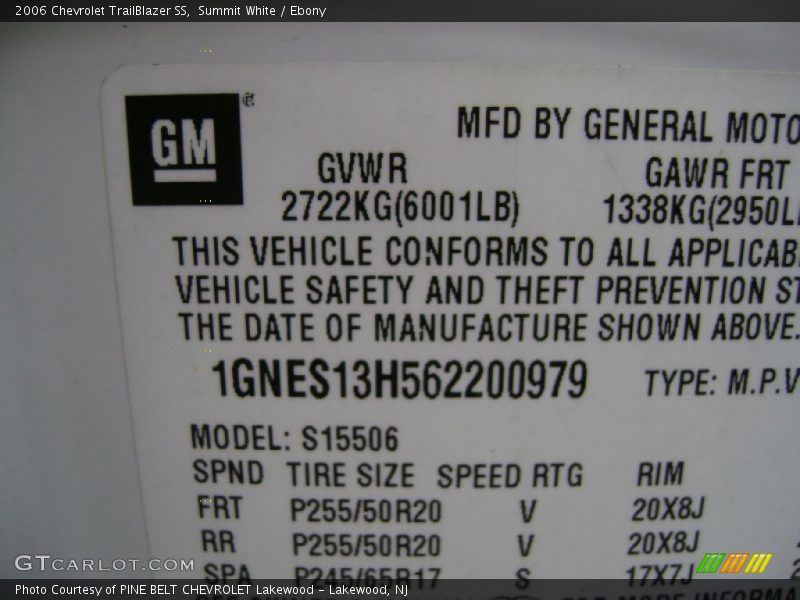 2006 Chevrolet TrailBlazer SS, Summit White / Ebony
GM ®
MFD BY GENERAL MOTO
GVWR GAWR FRT
2722KG(6001LB) 1338KG(2950L
THIS VEHICLE CONFORMS TO ALL APPLICAB
VEHICLE SAFETY AND THEFT PREVENTION ST
THE DATE OF MANUFACTURE SHOWN ABOVE.
1GNES13H562200979 TYPE: M.P.V
MODEL: S15506
SPND TIRE SIZE SPEED RTG RIM
FRT P255/50R20 V 20X8J
RR P255/50R20 V 20X8J
SPA P245/65R17 S 17X7J
GTCARLOT.COM
Photo Courtesy of PINE BELT CHEVROLET Lakewood - Lakewood, NJ